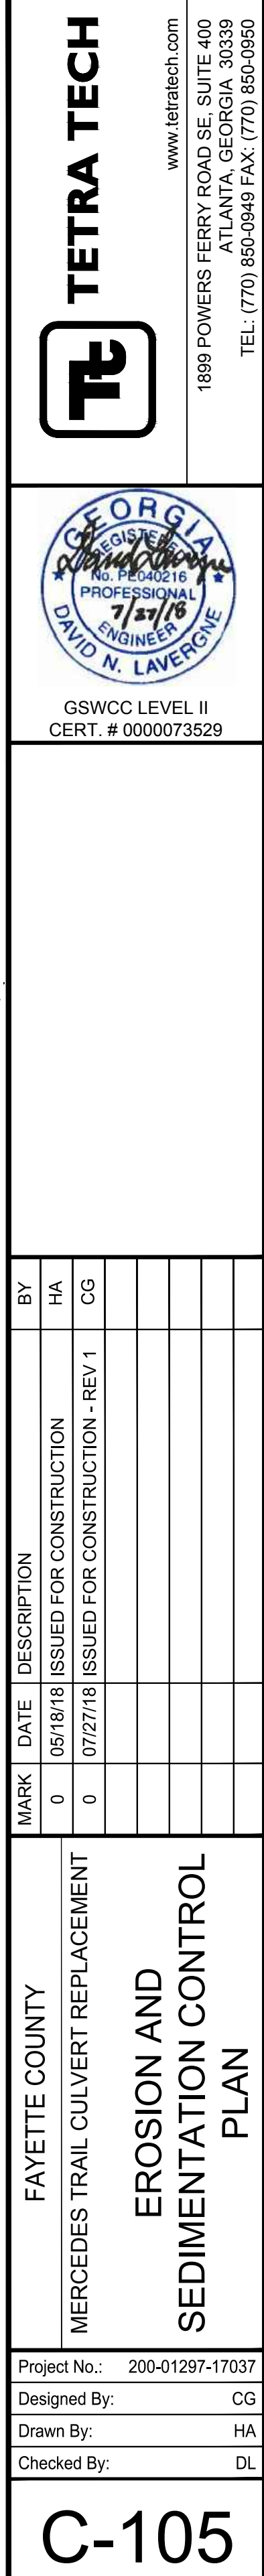 Tt TETRA TECH
www.tetratech.com
1899 POWERS FERRY ROAD SE, SUITE 400
ATLANTA, GEORGIA 30339
TEL: (770) 850-0949 FAX: (770) 850-0950
GEORGIA
REGISTERED
No. PE040216
PROFESSIONAL
7/27/18
ENGINEER
DAVID N. LAVERGNE
GSWCC LEVEL II
CERT. # 0000073529
MARK DATE DESCRIPTION BY
0 05/18/18 ISSUED FOR CONSTRUCTION HA
0 07/27/18 ISSUED FOR CONSTRUCTION - REV 1 CG
FAYETTE COUNTY
MERCEDES TRAIL CULVERT REPLACEMENT
EROSION AND
SEDIMENTATION CONTROL
PLAN
Project No.: 200-01297-17037
Designed By: CG
Drawn By: HA
Checked By: DL
C-105